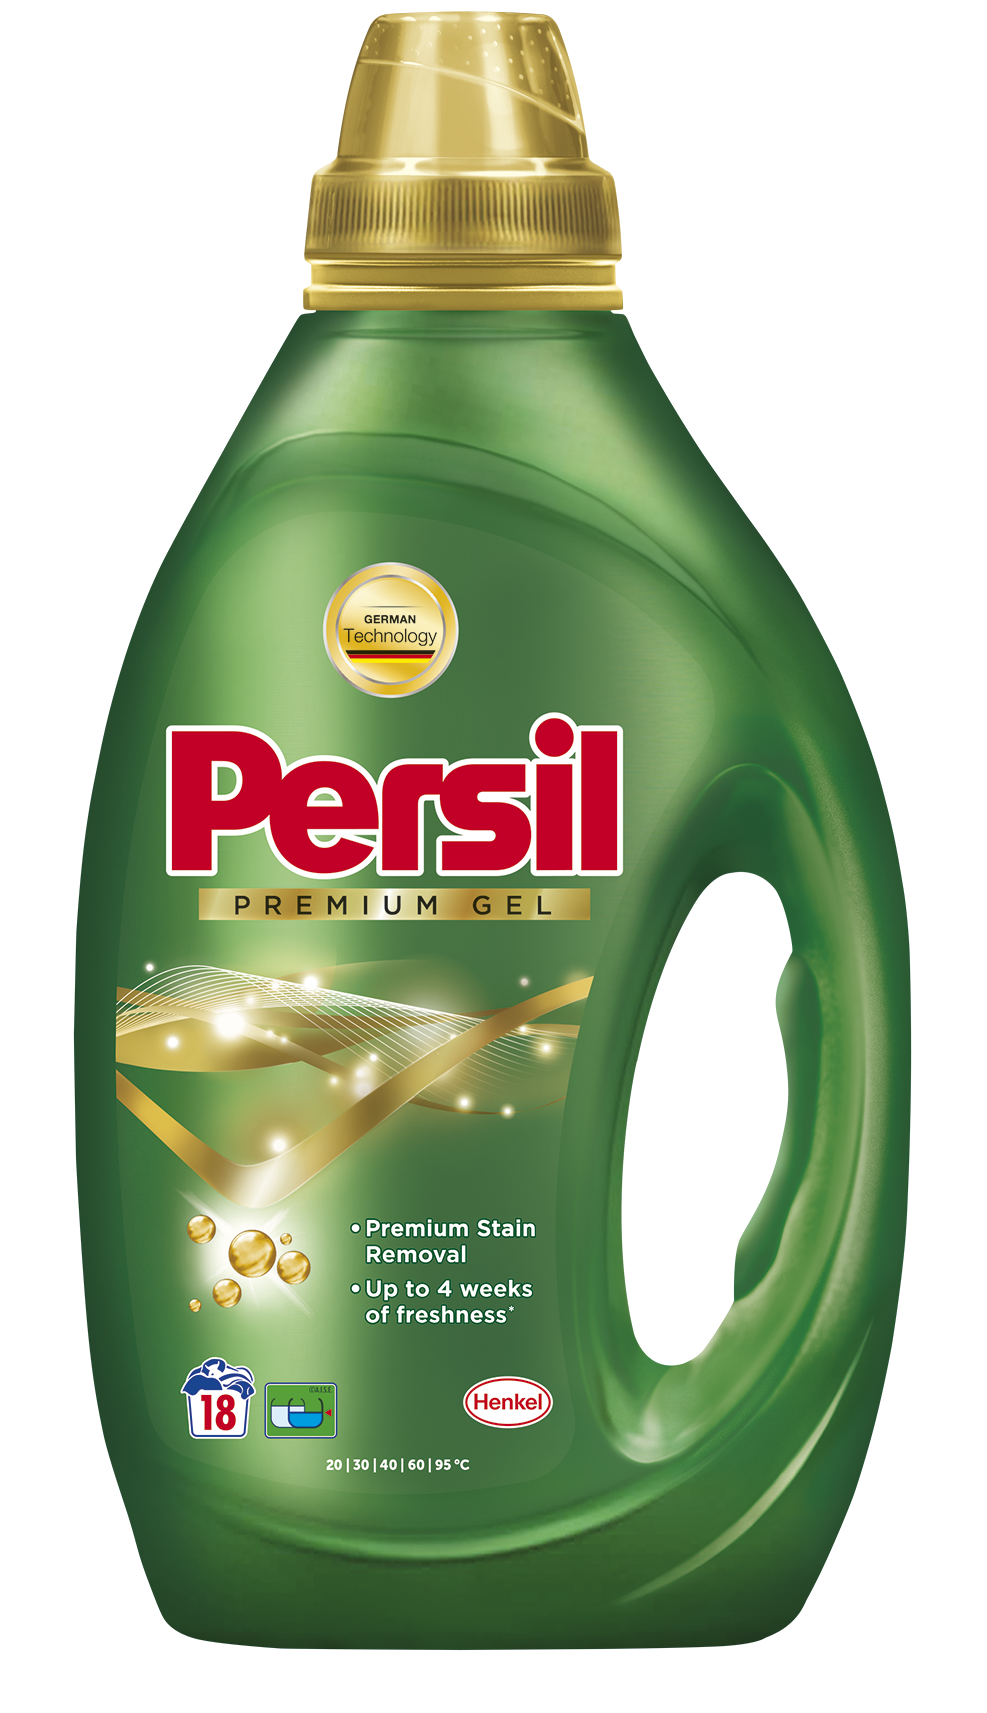 GERMAN
Technology
Persil
PREMIUM GEL
• Premium Stain
Removal
• Up to 4 weeks
of freshness*
18
©A.I.S.E.
Henkel
20 | 30 | 40 | 60 | 95 °C